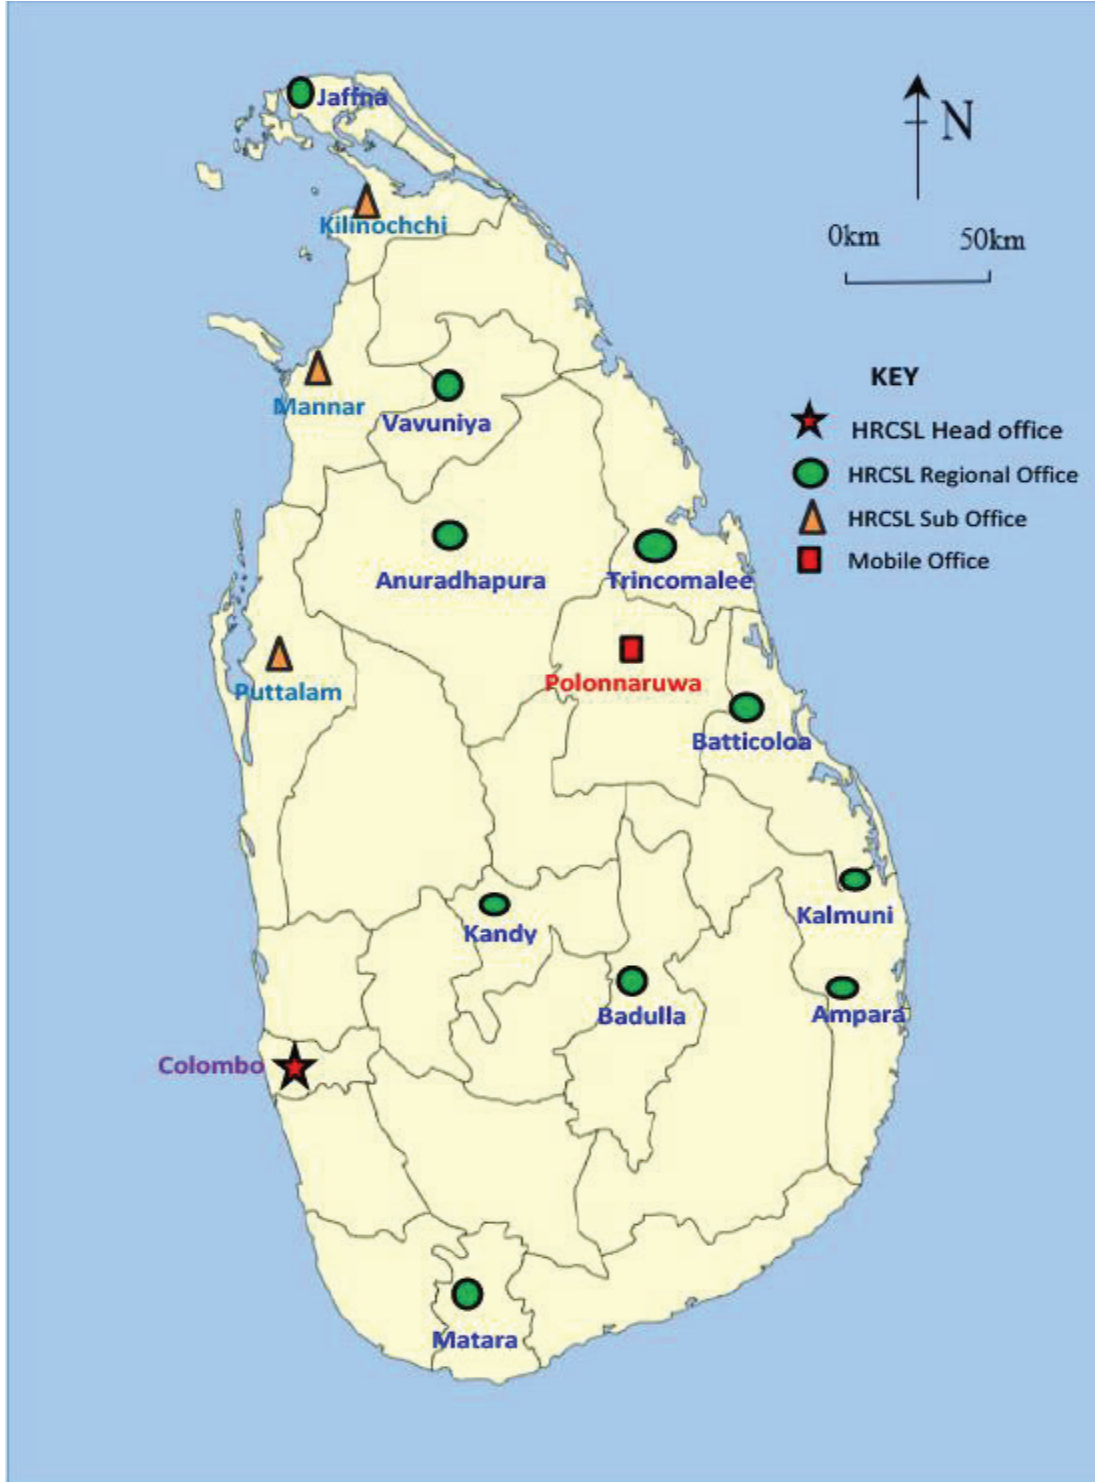 Jaffna
N
Kilinochchi
0km 50km
KEY
Mannar
Vavuniya
HRCSL Head office
HRCSL Regional Office
HRCSL Sub Office
Mobile Office
Anuradhapura
Trincomalee
Puttalam
Polonnaruwa
Batticoloa
Kalmuni
Kandy
Badulla
Ampara
Colombo
Matara